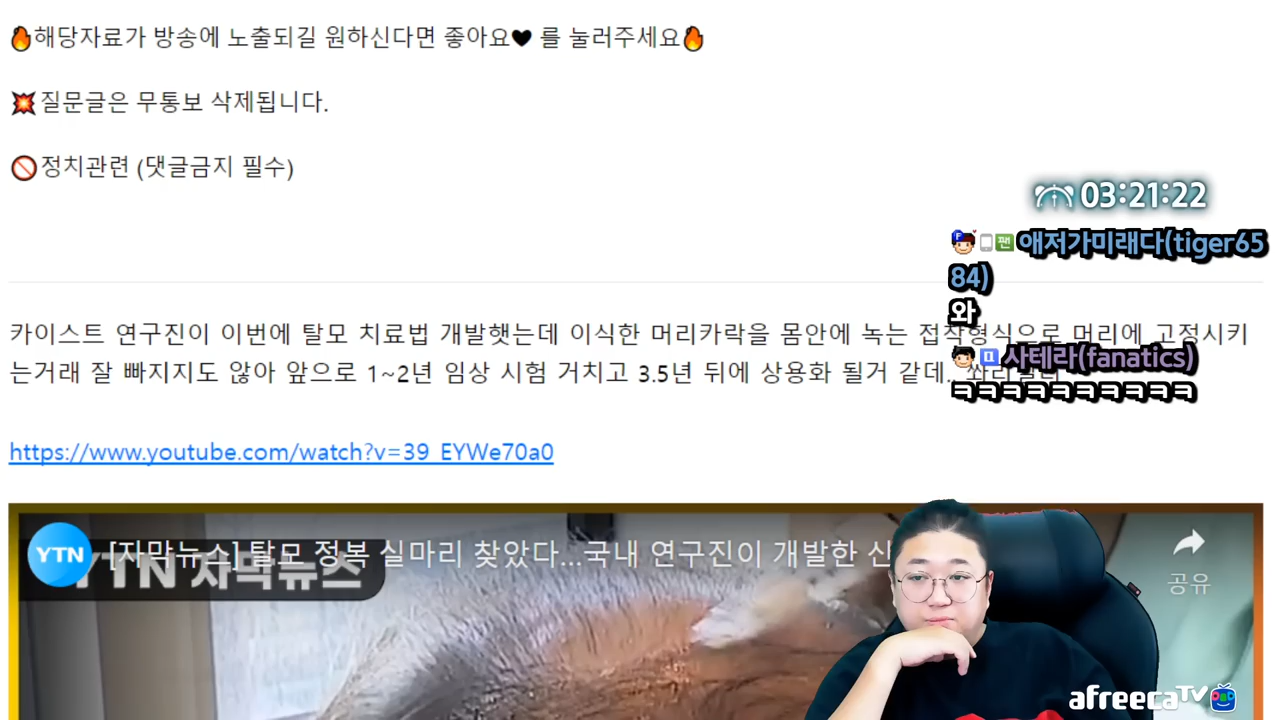 🔥해당자료가 방송에 노출되길 원하신다면 좋아요🖤 를 눌러주세요🔥
💥질문글은 무통보 삭제됩니다.
🚫정치관련 (댓글금지 필수)
03:21:22
F 팬 애저가미래다(tiger65
84)
와
카이스트 연구진이 이번에 탈모 치료법 개발햇는데 이식한 머리카락을 몸안에 녹는 접착형식으로 머리에 고정시키
는거래 잘 빠지지도 않아 앞으로 1~2년 임상 시험 거치고 3.5년 뒤에 상용화 될거 같데..
사테라(fanatics)
ㅋㅋㅋㅋㅋㅋㅋㅋㅋㅋ
https://www.youtube.com/watch?v=39_EYWe70a0
YTN [자막뉴스] 탈모 정복 실마리 찾았다...국내 연구진이 개발한 신
YTN 자막뉴스
공유
afreecaTV